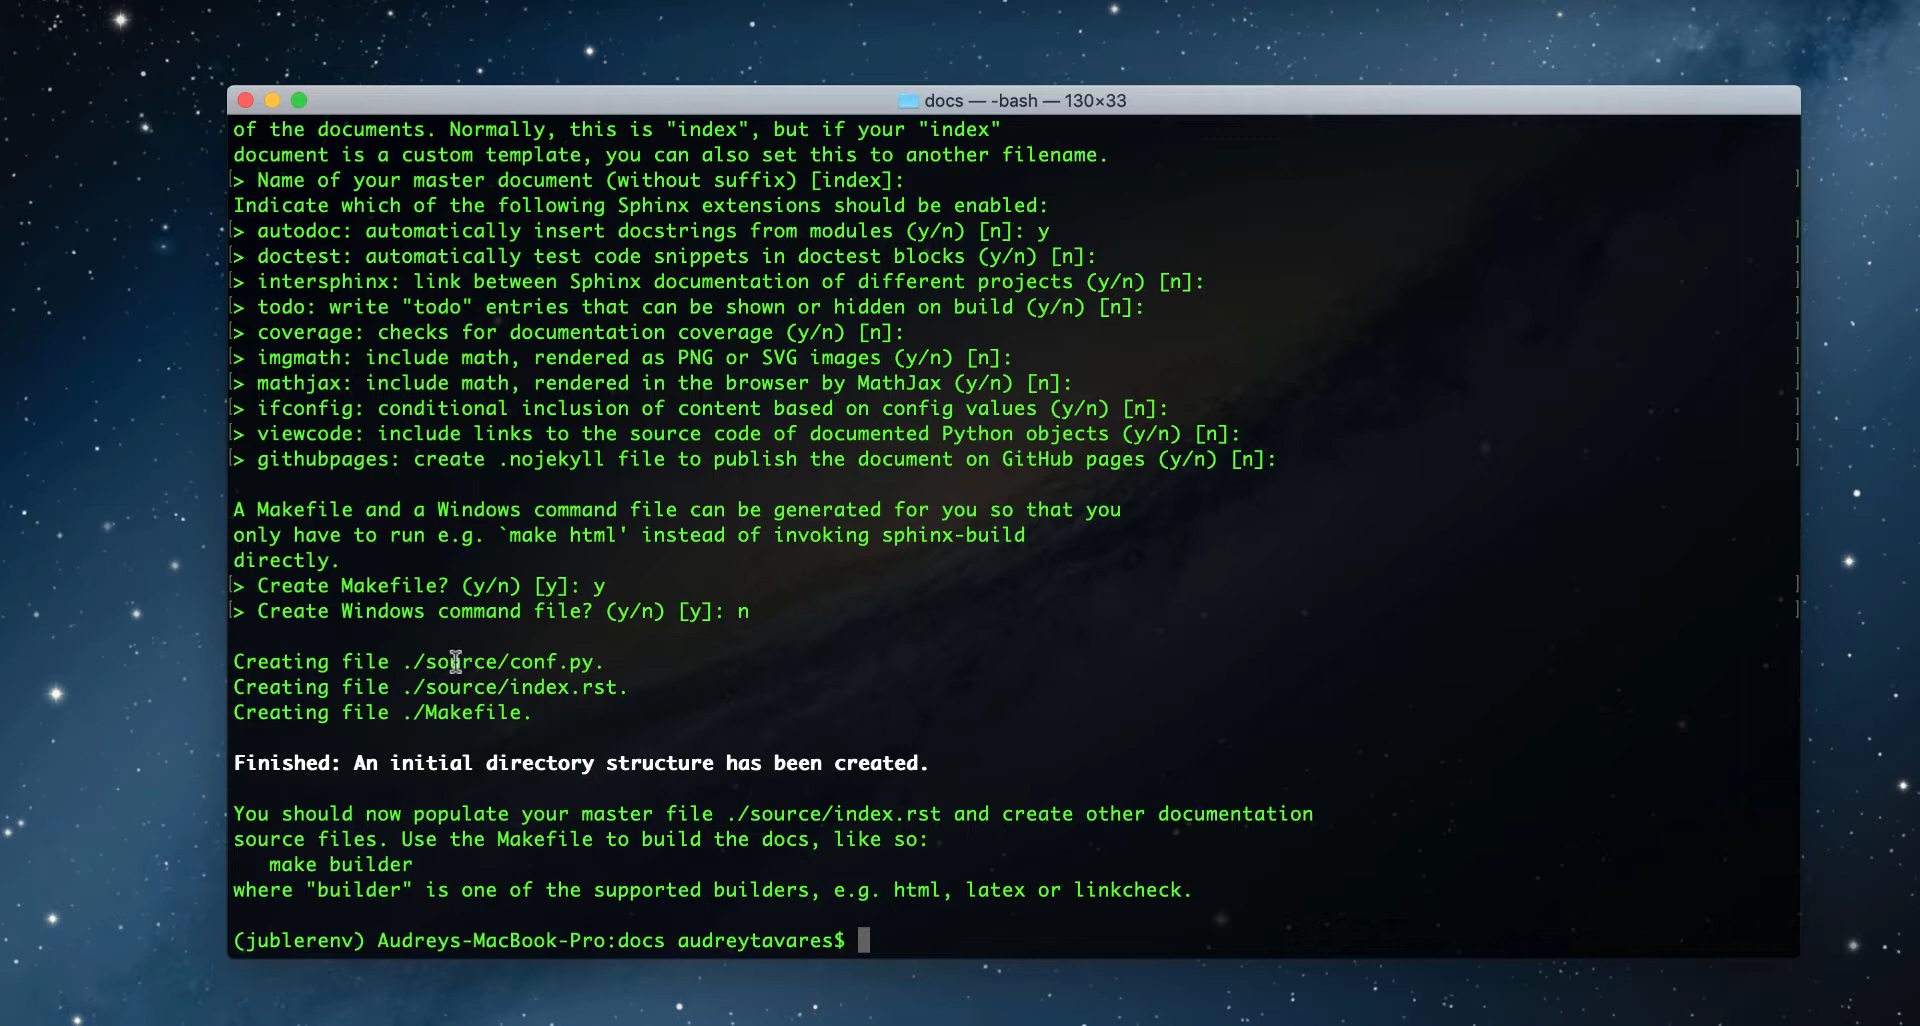 docs — -bash — 130×33
of the documents. Normally, this is "index", but if your "index"
document is a custom template, you can also set this to another filename.
> Name of your master document (without suffix) [index]:
Indicate which of the following Sphinx extensions should be enabled:
> autodoc: automatically insert docstrings from modules (y/n) [n]: y
> doctest: automatically test code snippets in doctest blocks (y/n) [n]:
> intersphinx: link between Sphinx documentation of different projects (y/n) [n]:
> todo: write "todo" entries that can be shown or hidden on build (y/n) [n]:
> coverage: checks for documentation coverage (y/n) [n]:
> imgmath: include math, rendered as PNG or SVG images (y/n) [n]:
> mathjax: include math, rendered in the browser by MathJax (y/n) [n]:
> ifconfig: conditional inclusion of content based on config values (y/n) [n]:
> viewcode: include links to the source code of documented Python objects (y/n) [n]:
> githubpages: create .nojekyll file to publish the document on GitHub pages (y/n) [n]:
A Makefile and a Windows command file can be generated for you so that you
only have to run e.g. `make html' instead of invoking sphinx-build
directly.
> Create Makefile? (y/n) [y]: y
> Create Windows command file? (y/n) [y]: n
Creating file ./source/conf.py.
Creating file ./source/index.rst.
Creating file ./Makefile.
Finished: An initial directory structure has been created.
You should now populate your master file ./source/index.rst and create other documentation
source files. Use the Makefile to build the docs, like so:
   make builder
where "builder" is one of the supported builders, e.g. html, latex or linkcheck.
(jublerenv) Audreys-MacBook-Pro:docs audreytavares$